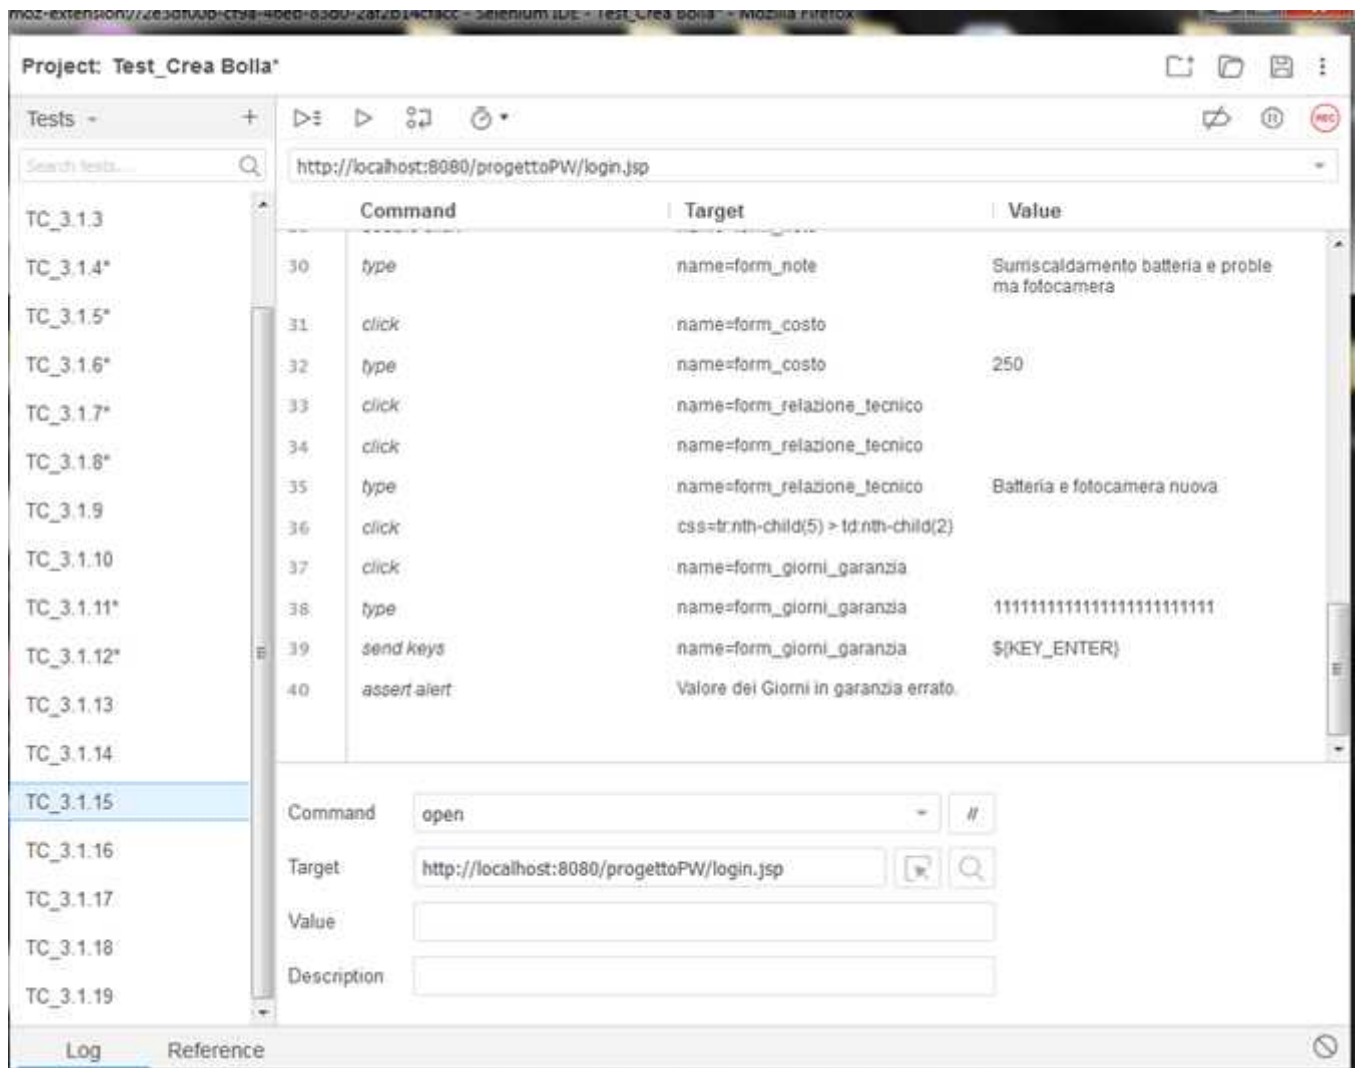 Project: Test_Crea Bolla*
Tests
+
http://localhost:8080/progettoPW/login.jsp
Search tests...
Command Target Value
TC_3.1.3
TC_3.1.4*
TC_3.1.5*
TC_3.1.6*
TC_3.1.7*
TC_3.1.8*
TC_3.1.9
TC_3.1.10
TC_3.1.11*
TC_3.1.12*
TC_3.1.13
TC_3.1.14
TC_3.1.15
TC_3.1.16
TC_3.1.17
TC_3.1.18
TC_3.1.19
30 type name=form_note Surriscaldamento batteria e proble
ma fotocamera
31 click name=form_costo
32 type name=form_costo 250
33 click name=form_relazione_tecnico
34 click name=form_relazione_tecnico
35 type name=form_relazione_tecnico Batteria e fotocamera nuova
36 click css=tr:nth-child(5) > td:nth-child(2)
37 click name=form_giorni_garanzia
38 type name=form_giorni_garanzia
39 send keys name=form_giorni_garanzia ${KEY_ENTER}
40 assert alert Valore dei Giorni in garanzia errato.
Command open //
Target http://localhost:8080/progettoPW/login.jsp
Value
Description
Log Reference
REC